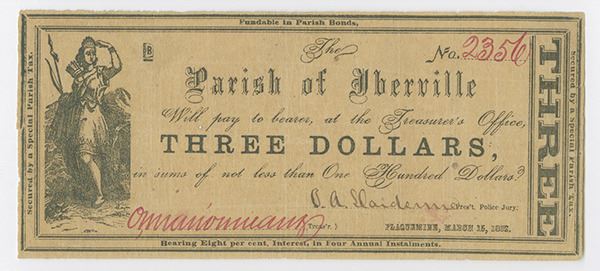 Fundable in Parish Bonds,
B
The
No. 2356
Parish of Iberville
Will pay to bearer, at the Treasurer's Office,
THREE DOLLARS,
in sums of not less than One Hundred Dollars.
Pres't. Police Jury:
(Treas'r.)
PLAQUEMINE, MARCH 15, 1862.
Bearing Eight per cent, Interest, in Four Annual Instalments.
Secured by a Special Parish Tax.
THREE
Secured by a Special Parish Tax.